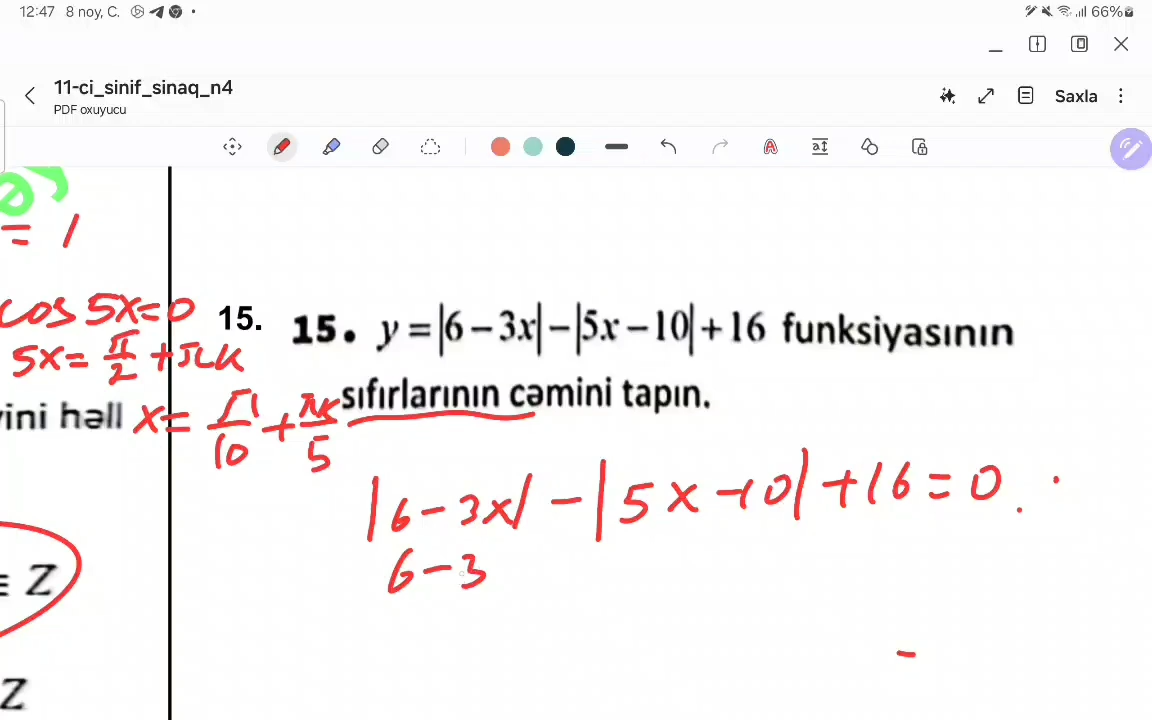 12:47 8 noy, C.
66%
11-ci_sinif_sinaq_n4
PDF oxuyucu
Saxla
= 1
cos 5x=0
5x= π/2 +πk
x= π/10 + πk/5
ini həll
∈ Z
Z
15. 15. y = |6 − 3x| − |5x − 10| + 16 funksiyasının
sıfırlarının cəmini tapın.
|6-3x| - |5x-10| +16=0
6-3